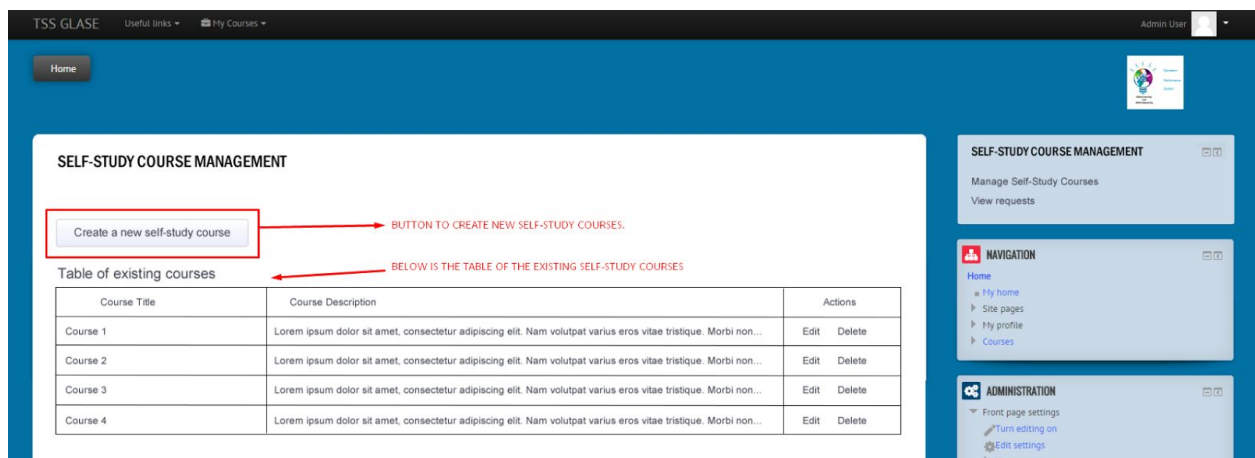 TSS GLASE Useful links My Courses Admin User
Home
SELF-STUDY COURSE MANAGEMENT
Create a new self-study course
BUTTON TO CREATE NEW SELF-STUDY COURSES.
BELOW IS THE TABLE OF THE EXISTING SELF-STUDY COURSES
Table of existing courses
Course Title Course Description Actions
Course 1 Lorem ipsum dolor sit amet, consectetur adipiscing elit. Nam volutpat varius eros vitae tristique. Morbi non... Edit Delete
Course 2 Lorem ipsum dolor sit amet, consectetur adipiscing elit. Nam volutpat varius eros vitae tristique. Morbi non... Edit Delete
Course 3 Lorem ipsum dolor sit amet, consectetur adipiscing elit. Nam volutpat varius eros vitae tristique. Morbi non... Edit Delete
Course 4 Lorem ipsum dolor sit amet, consectetur adipiscing elit. Nam volutpat varius eros vitae tristique. Morbi non... Edit Delete
SELF-STUDY COURSE MANAGEMENT
Manage Self-Study Courses
View requests
NAVIGATION
Home
My home
Site pages
My profile
Courses
ADMINISTRATION
Front page settings
Turn editing on
Edit settings